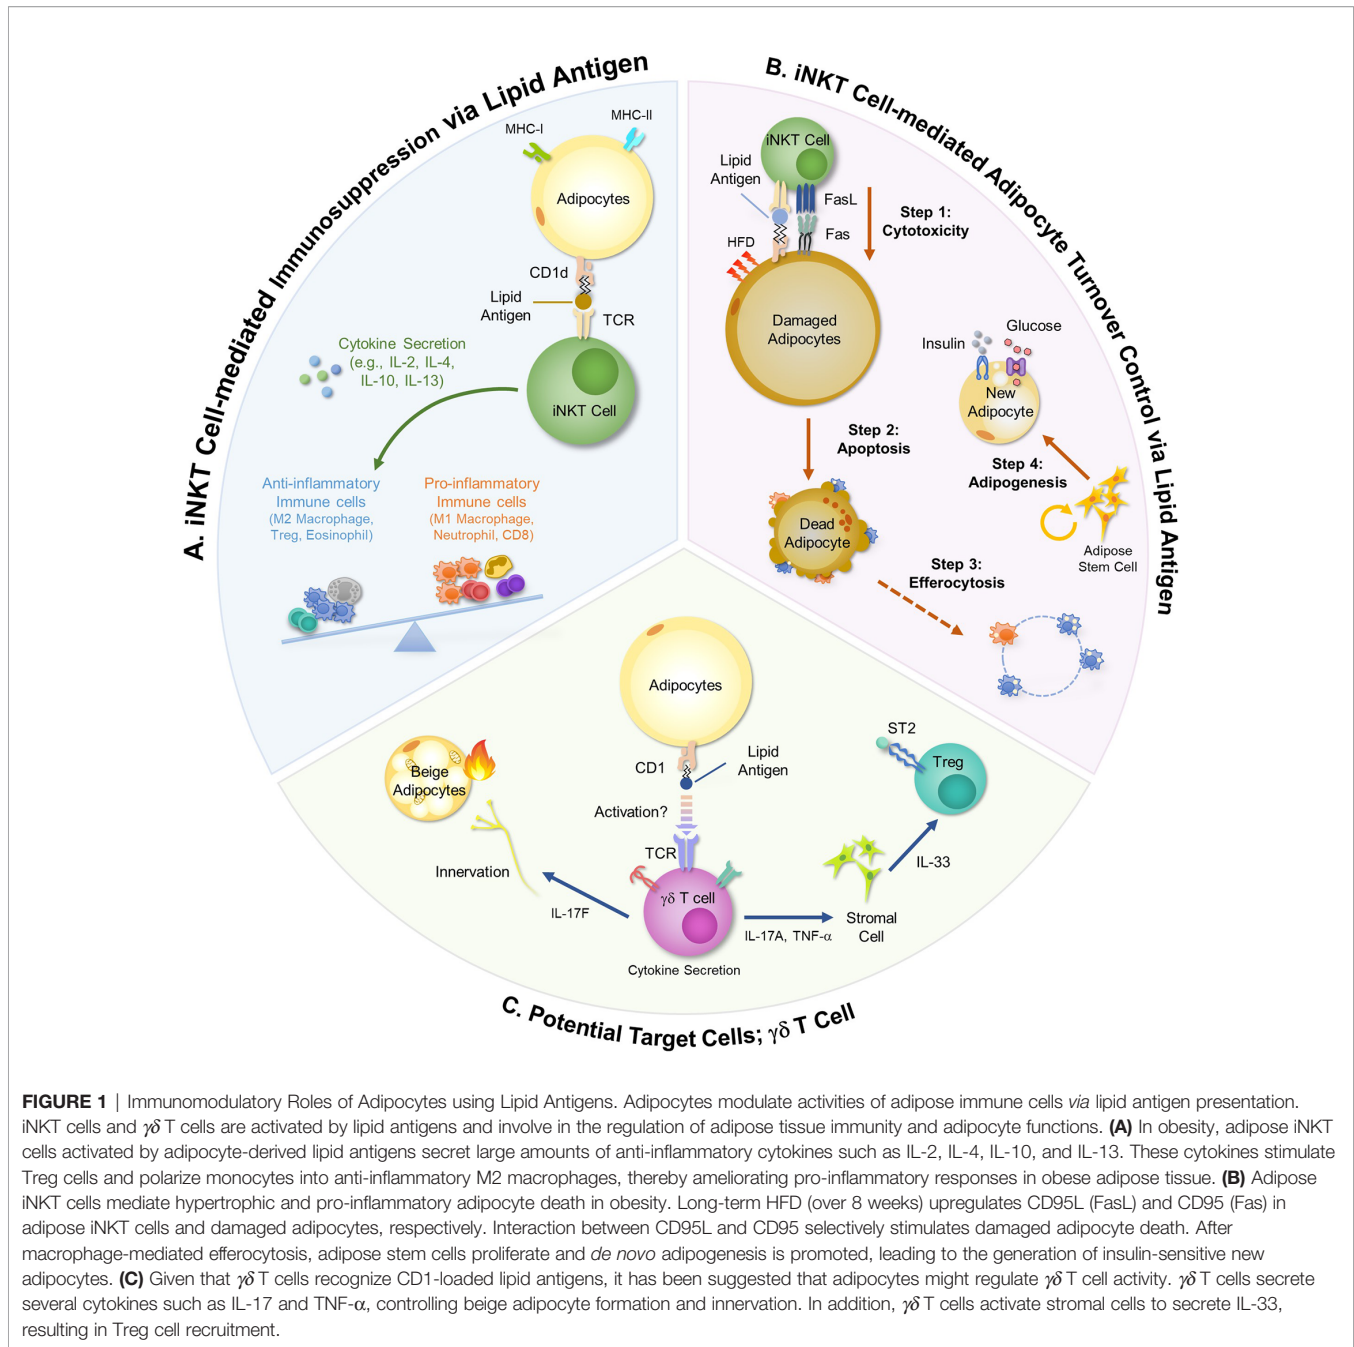 A. iNKT Cell-mediated Immunosuppression via Lipid Antigen
MHC-I
MHC-II
Adipocytes
CD1d
Lipid
Antigen
TCR
iNKT Cell
Cytokine Secretion
(e.g., IL-2, IL-4,
IL-10, IL-13)
Anti-inflammatory
Immune cells
(M2 Macrophage,
Treg, Eosinophil)
Pro-inflammatory
Immune cells
(M1 Macrophage,
Neutrophil, CD8)
B. iNKT Cell-mediated Adipocyte Turnover Control via Lipid Antigen
iNKT Cell
Lipid
Antigen
FasL
Fas
HFD
Step 1:
Cytotoxicity
Damaged
Adipocytes
Step 2:
Apoptosis
Dead
Adipocyte
Step 3:
Efferocytosis
Insulin
Glucose
New
Adipocyte
Step 4:
Adipogenesis
Adipose
Stem Cell
Adipocytes
CD1
Lipid
Antigen
Activation?
TCR
γδ T cell
Cytokine Secretion
Beige
Adipocytes
Innervation
IL-17F
IL-17A, TNF-α
Stromal
Cell
IL-33
ST2
Treg
C. Potential Target Cells; γδ T Cell
FIGURE 1 | Immunomodulatory Roles of Adipocytes using Lipid Antigens. Adipocytes modulate activities of adipose immune cells via lipid antigen presentation.
iNKT cells and γδ T cells are activated by lipid antigens and involve in the regulation of adipose tissue immunity and adipocyte functions. (A) In obesity, adipose iNKT
cells activated by adipocyte-derived lipid antigens secret large amounts of anti-inflammatory cytokines such as IL-2, IL-4, IL-10, and IL-13. These cytokines stimulate
Treg cells and polarize monocytes into anti-inflammatory M2 macrophages, thereby ameliorating pro-inflammatory responses in obese adipose tissue. (B) Adipose
iNKT cells mediate hypertrophic and pro-inflammatory adipocyte death in obesity. Long-term HFD (over 8 weeks) upregulates CD95L (FasL) and CD95 (Fas) in
adipose iNKT cells and damaged adipocytes, respectively. Interaction between CD95L and CD95 selectively stimulates damaged adipocyte death. After
macrophage-mediated efferocytosis, adipose stem cells proliferate and de novo adipogenesis is promoted, leading to the generation of insulin-sensitive new
adipocytes. (C) Given that γδ T cells recognize CD1-loaded lipid antigens, it has been suggested that adipocytes might regulate γδ T cell activity. γδ T cells secrete
several cytokines such as IL-17 and TNF-α, controlling beige adipocyte formation and innervation. In addition, γδ T cells activate stromal cells to secrete IL-33,
resulting in Treg cell recruitment.